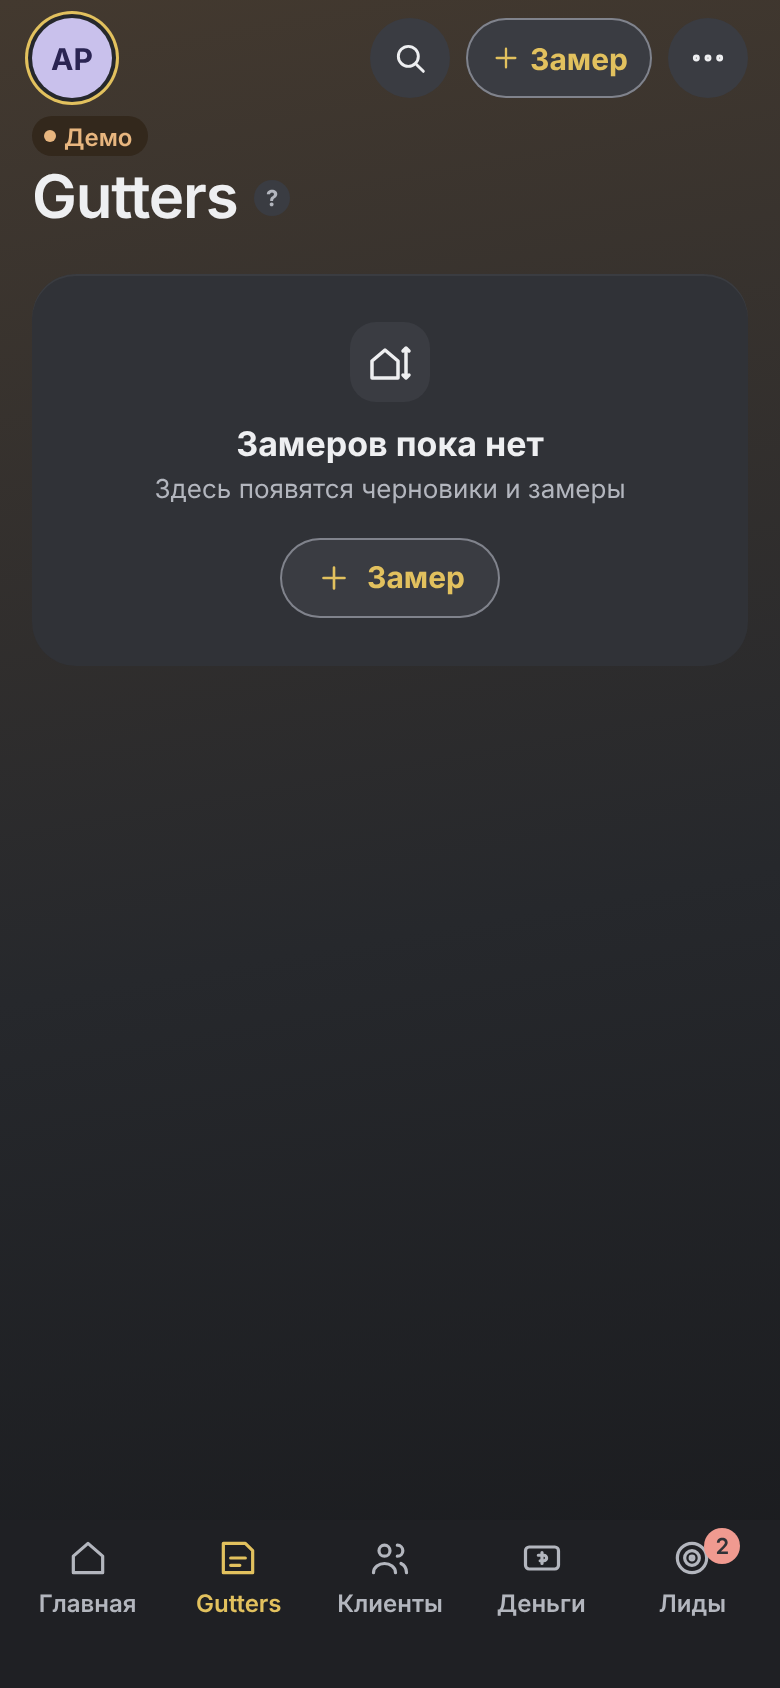 AP
+ Замер
Демо
Gutters ?
Замеров пока нет
Здесь появятся черновики и замеры
+ Замер
2
Главная Gutters Клиенты Деньги Лиды